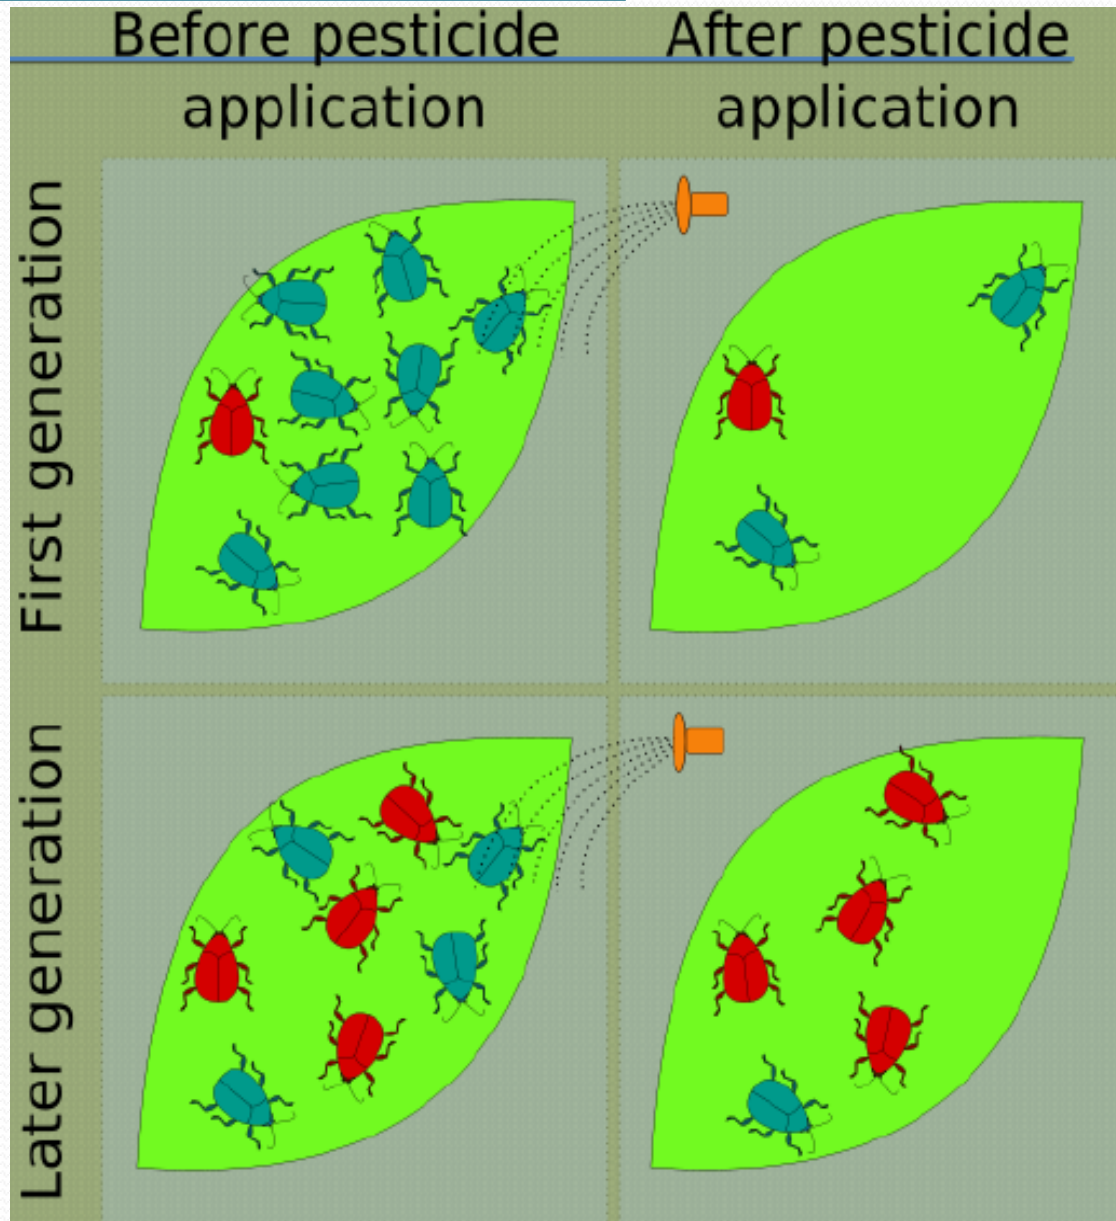 Before pesticide
application
After pesticide
application
First generation
Later generation